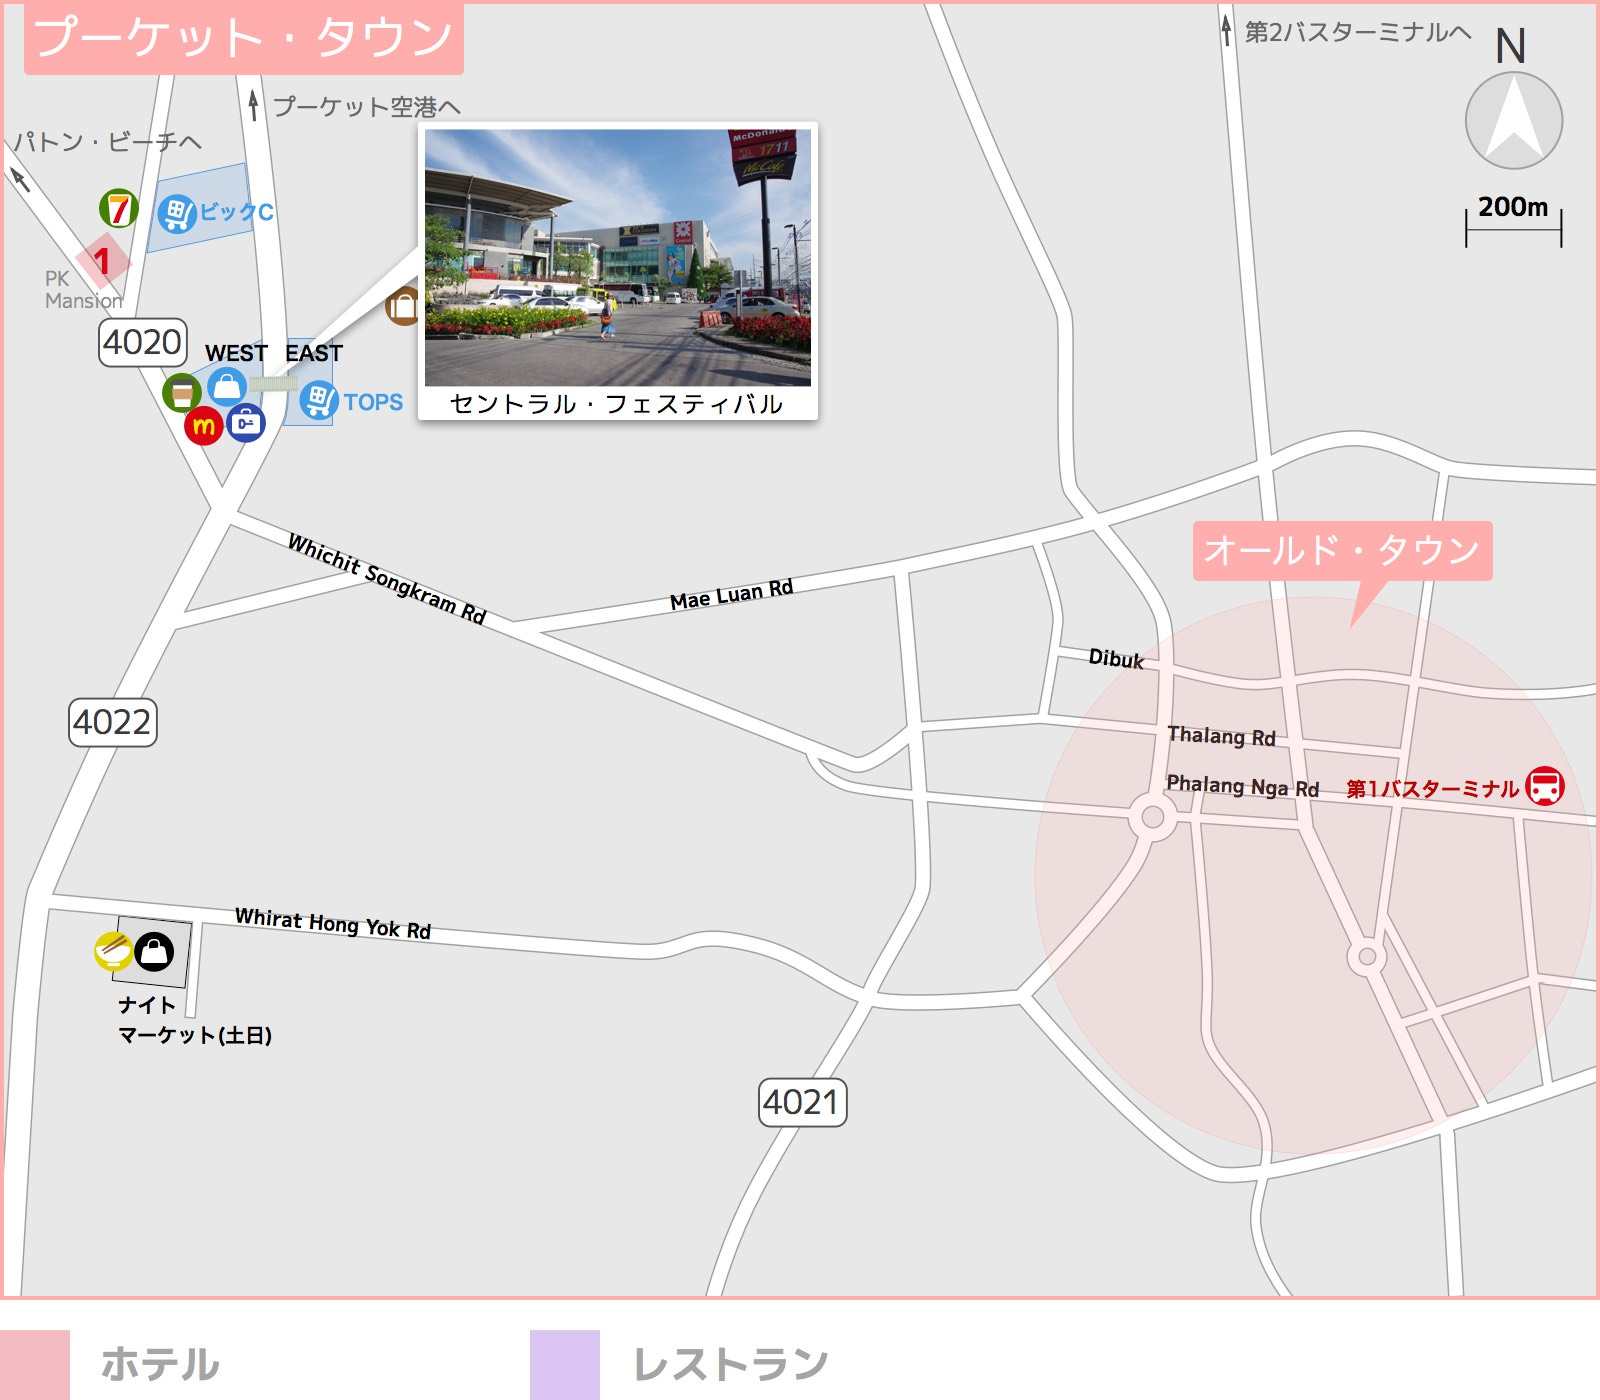 プーケット・タウン
第2バスターミナルへ
N
プーケット空港へ
パトン・ビーチへ
200m
7
ビックC
1
PK
Mansion
4020
WEST
EAST
TOPS
m
McDonald
1711
McCafe
セントラル・フェスティバル
Whichit Songkram Rd
Mae Luan Rd
オールド・タウン
Dibuk
4022
Thalang Rd
Phalang Nga Rd
第1バスターミナル
Whirat Hong Yok Rd
ナイト
マーケット(土日)
4021
ホテル
レストラン